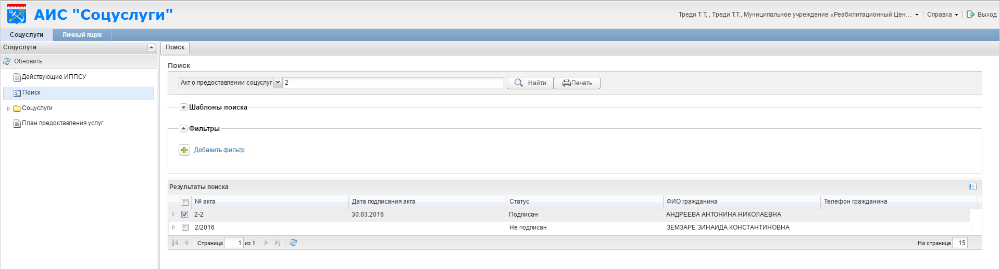 АИС "Соцуслуги"
Треди Т Т, , Треди Т.Т., Муниципальное учреждение «Реабилитационный Цен...
Справка
Выход
Соцуслуги
Личный ящик
Соцуслуги
Обновить
Действующие ИППСУ
Поиск
Соцуслуги
План предоставления услуг
Поиск
Поиск
Акт о предоставлении соцуслуг 2 Найти Печать
Шаблоны поиска
Фильтры
Добавить фильтр
Результаты поиска
№ акта Дата подписания акта Статус ФИО гражданина Телефон гражданина
2-2 30.03.2016 Подписан АНДРЕЕВА АНТОНИНА НИКОЛАЕВНА
2/2016 Не подписан ЗЕМЗАРЕ ЗИНАИДА КОНСТАНТИНОВНА
Страница 1 из 1 На странице 15